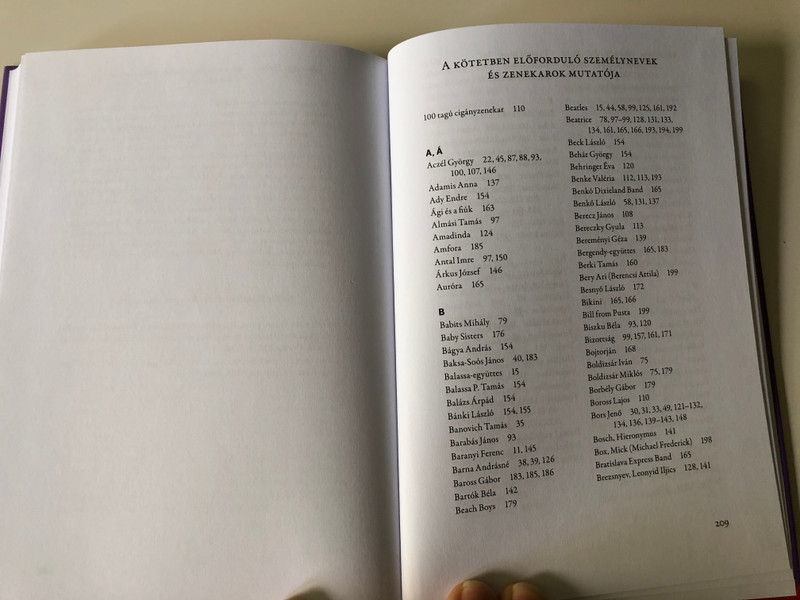 A KÖTETBEN ELŐFORDULÓ SZEMÉLYNEVEK
ÉS ZENEKAROK MUTATÓJA
100 tagú cigányzenekar 110
A, Á
Aczél György 22, 45, 87, 88, 93,
100, 107, 146
Adamis Anna 137
Ady Endre 154
Ági és a fiúk 163
Almási Tamás 97
Amadinda 124
Amfora 185
Antal Imre 97, 150
Árkus József 146
Auróra 165
B
Babits Mihály 79
Baby Sisters 176
Bágya András 154
Baksa-Soós János 40, 183
Balassa-együttes 15
Balassa P. Tamás 154
Balázs Árpád 154
Bánki László 154, 155
Banovich Tamás 35
Barabás János 93
Baranyi Ferenc 11, 145
Barna Andrásné 38, 39, 126
Baross Gábor 183, 185, 186
Bartók Béla 142
Beach Boys 179
Beatles 15, 44, 58, 99, 125, 161, 192
Beatrice 78, 97–99, 128, 131, 133,
134, 161, 165, 166, 193, 194, 199
Beck László 154
Behár György 154
Behringer Éva 120
Benke Valéria 112, 113, 193
Benkó Dixieland Band 165
Benkő László 58, 131, 137
Berecz János 108
Bereczky Gyula 113
Bereményi Géza 139
Bergendy-együttes 165, 183
Berki Tamás 160
Bery Ari (Berencsi Attila) 199
Besnyő László 172
Bikini 165, 166
Bill from Pusta 199
Biszku Béla 93, 120
Bizottság 99, 157, 161, 171
Bojtorján 168
Boldizsár Iván 75
Boldizsár Miklós 75, 179
Borbély Gábor 179
Boross Lajos 110
Bors Jenő 30, 31, 33, 49, 121–132,
134, 136, 139–143, 148
Bosch, Hieronymus 141
Box, Mick (Michael Frederick) 198
Bratislava Express Band 165
Brezsnyev, Leonyid Iljics 128, 141
209